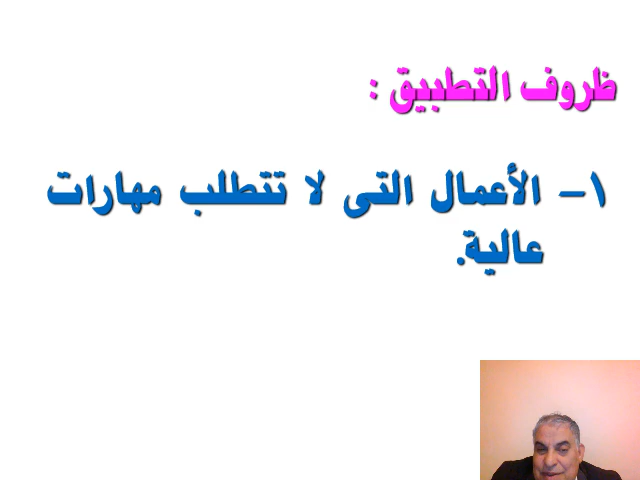 ظروف التطبيق :
١- الأعمال التى لا تتطلب مهارات
عالية.